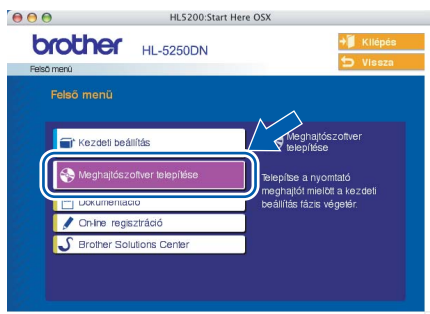 HL5200:Start Here OSX
brother HL-5250DN
Kilépés
Vissza
Felső menü
Felső menü
Kezdeti beállítás
Meghajtószoftver telepítése
Dokumentáció
On-line regisztráció
Brother Solutions Center
Meghajtószoftver
telepítése
Telepítse a nyomtató
meghajtót mielőtt a kezdeti
beállítás fázis végetér.